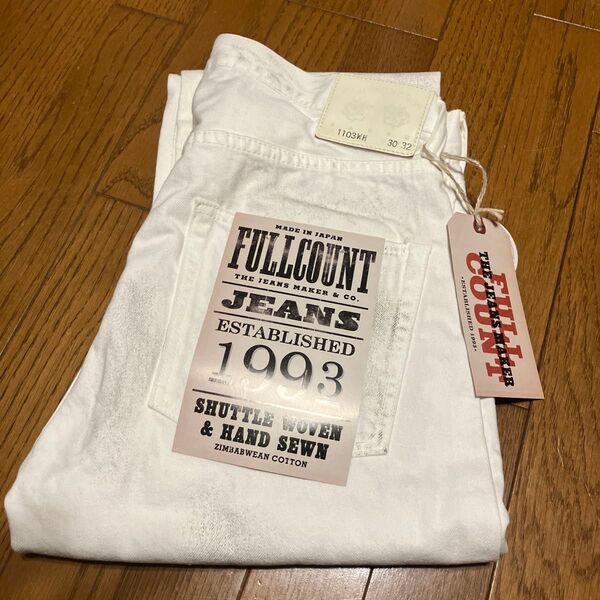 1103WH 30 32
MADE IN JAPAN
FULLCOUNT
THE JEANS MAKER & CO.
JEANS
ESTABLISHED
1993
SHUTTLE WOVEN
& HAND SEWN
ZIMBABWEAN COTTON
FULL
THE JEANS MAKER
COUNT
•ESTABLISHED 1993•